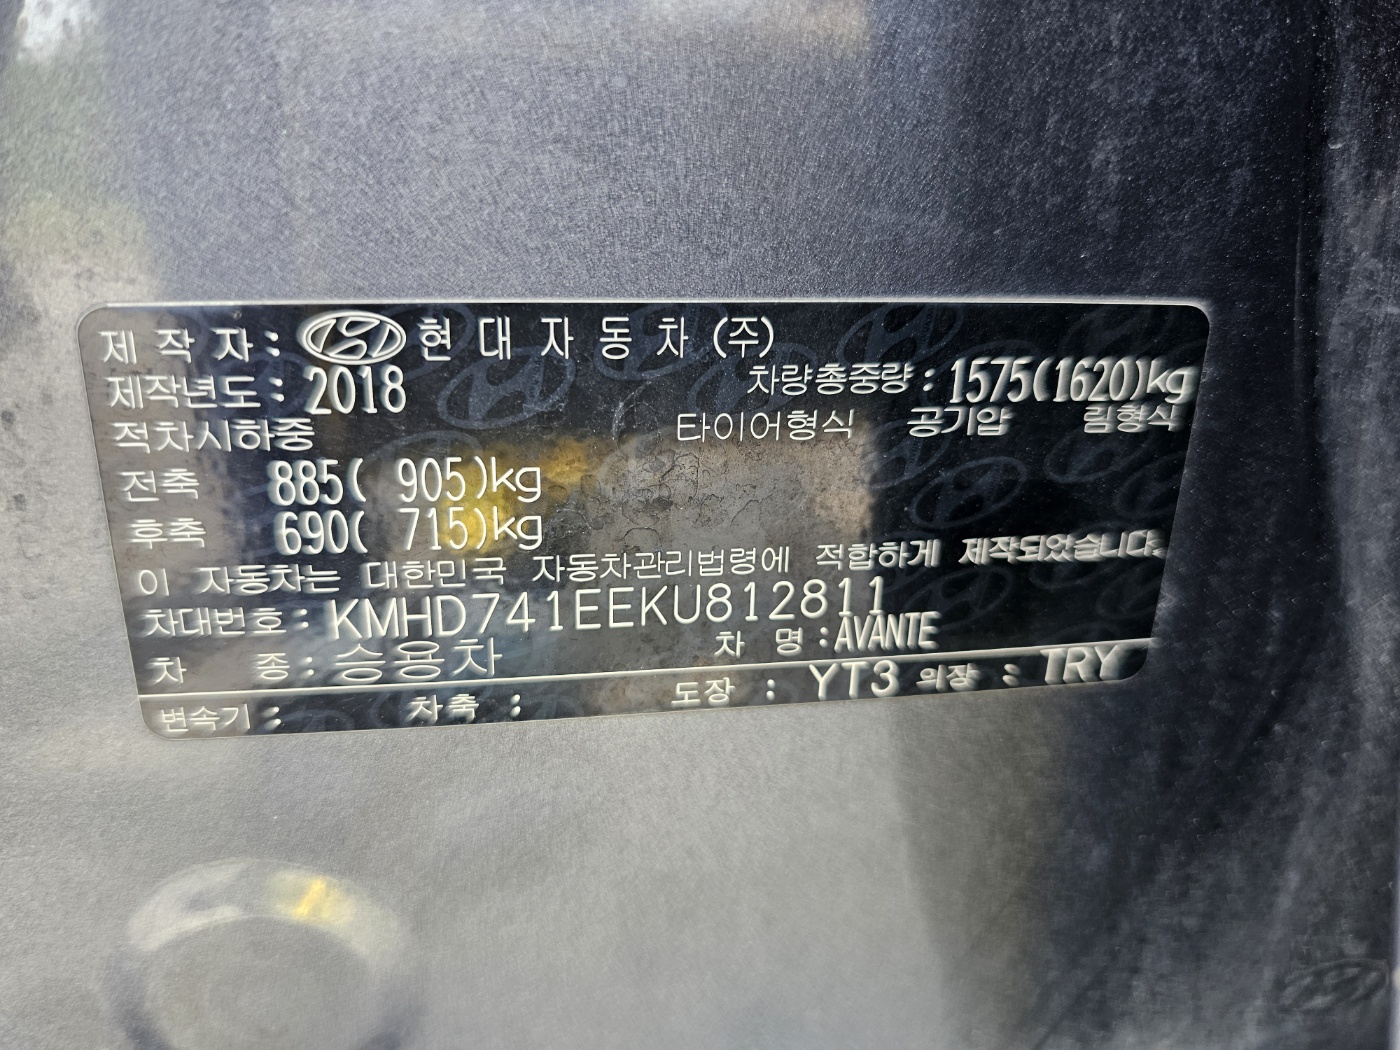 제 작 자 : 현 대 자 동 차 (주)
제작년도 : 2018 차량총중량 : 1575(1620)kg
적차시하중 타이어형식 공기압 림형식
전축 885( 905)kg
후축 690( 715)kg
이 자동차는 대한민국 자동차관리법령에 적합하게 제작되었습니다.
차대번호 : KMHD741EEKU812811
차 종 : 승용차 차 명 : AVANTE
변속기 : 차축 : 도장 : YT3 의장 : TRY